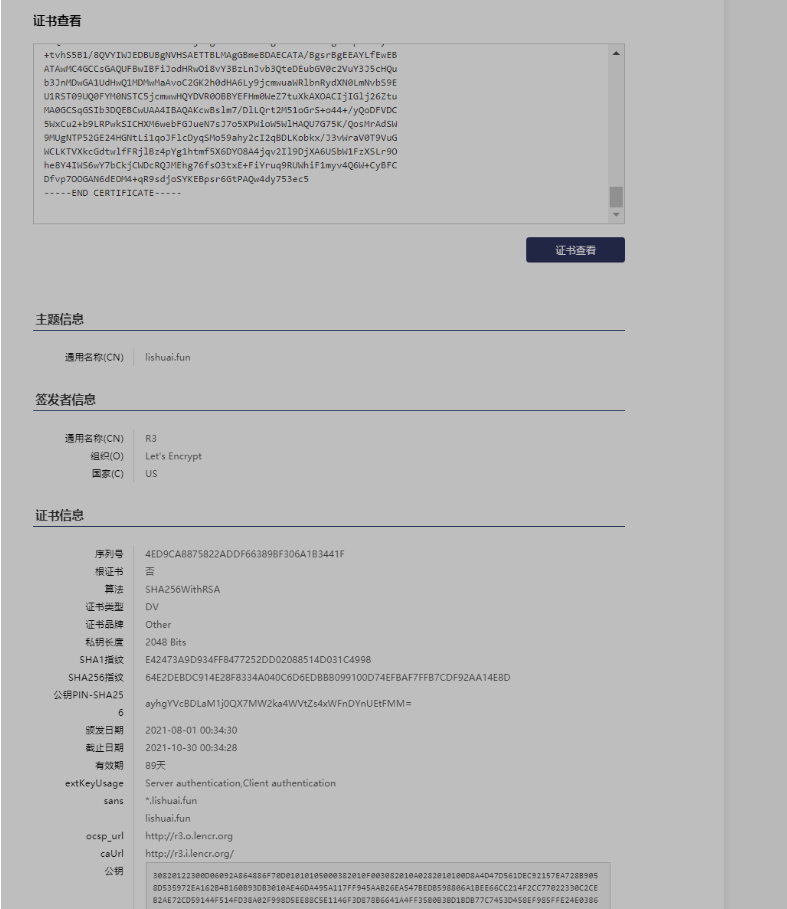 证书查看
+tvhS5B1/8QVYIWJEDBUBgNVHSAETTBLMAgGBmeBDAECATA/BgsrBgEEAYLfEwEB
ATAwMC4GCCsGAQUFBwIBFiJodHRwOi8vY3BzLnJvb3QteDEubGV0c2VuY3J5cHQu
b3JnMDwGA1UdHwQ1MDMwMaAvoC2GK2h0dHA6Ly9jcmwuaWRlbnRydXN0LmNvbS9E
U1RST09UQ0FYM0NSTC5jcmwwHQYDVR0OBBYEFHm0WeZ7tuXkAXOACIjIGlj26Ztu
MA0GCSqGSIb3DQEBCwUAA4IBAQAKcwBslm7/DlLQrt2M51oGrS+o44+/yQoDFVDC
5WxCu2+b9LRPwkSICHXM6webFGJueN7sJ7o5XPWioW5WlHAQU7G75K/QosMrAdSW
9MUgNTP52GE24HGNtLi1qoJFlcDyqSMo59ahy2cI2qBDLKobkx/J3vWraV0T9VuG
WCLKTVXkcGdtwlfFRjlBz4pYg1htmf5X6DYO8A4jqv2Il9DjXA6USbW1FzXSLr9O
he8Y4IWS6wY7bCkjCWDcRQJMEhg76fsO3txE+FiYruq9RUWhiF1myv4Q6W+CyBFC
Dfvp7OOGAN6dEOM4+qR9sdjoSYKEBpsr6GtPAQw4dy753ec5
-----END CERTIFICATE-----
证书查看
主题信息
通用名称(CN) lishuai.fun
签发者信息
通用名称(CN) R3
组织(O) Let's Encrypt
国家(C) US
证书信息
序列号 4ED9CA8875822ADDF66389BF306A1B3441F
根证书 否
算法 SHA256WithRSA
证书类型 DV
证书品牌 Other
私钥长度 2048 Bits
SHA1指纹 E42473A9D934FF8477252DD02088514D031C4998
SHA256指纹 64E2DEBDC914E28F8334A040C6D6EDBBB099100D74EFBAF7FFB7CDF92AA14E8D
公钥PIN-SHA25
6 ayhgYVcBDLaM1j0QX7MW2ka4WVtZs4xWFnDYnUEtFMM=
颁发日期 2021-08-01 00:34:30
截止日期 2021-10-30 00:34:28
有效期 89天
extKeyUsage Server authentication,Client authentication
sans *.lishuai.fun
lishuai.fun
ocsp_url http://r3.o.lencr.org
caUrl http://r3.i.lencr.org/
公钥 30820122300D06092A864886F70D01010105000382010F003082010A0282010100D8A4D47D561DEC92157EA728B905
8D535972EA162B4B160B93DB3010AE46DA495A117FF945AAB26EA547BEDB598806A1BEE66CC214F2CC77022330C2CE
B2AE72CD59144F514FD38A02F998D5EE88C5E1146F3D878B6641A4FF35B0B3BD1BDB77C7453D458EF985FFE24E0386